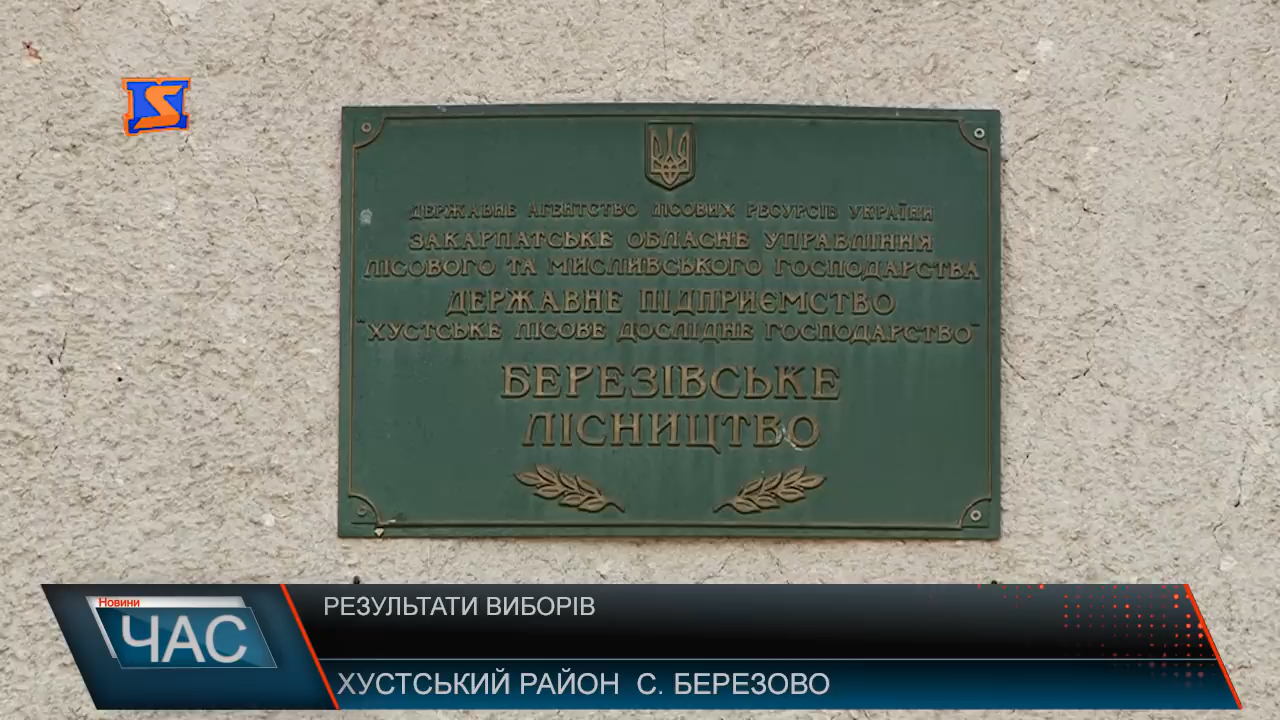 ДЕРЖАВНЕ АГЕНТСТВО ЛІСОВИХ РЕСУРСІВ УКРАЇНИ
ЗАКАРПАТСЬКЕ ОБЛАСНЕ УПРАВЛІННЯ
ЛІСОВОГО ТА МИСЛИВСЬКОГО ГОСПОДАРСТВА
ДЕРЖАВНЕ ПІДПРИЄМСТВО
"ХУСТСЬКЕ ЛІСОВЕ ДОСЛІДНЕ ГОСПОДАРСТВО"
БЕРЕЗІВСЬКЕ
ЛІСНИЦТВО
Новини
ЧАС
РЕЗУЛЬТАТИ ВИБОРІВ
ХУСТСЬКИЙ РАЙОН С. БЕРЕЗОВО